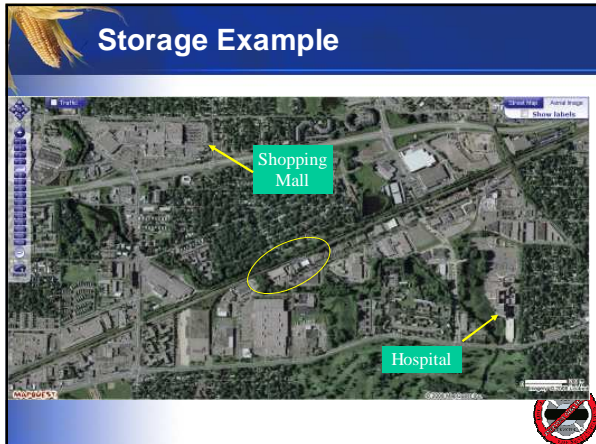 Storage Example
Traffic
Street Map Aerial Image
Show labels
Shopping
Mall
Hospital
MAPQUEST